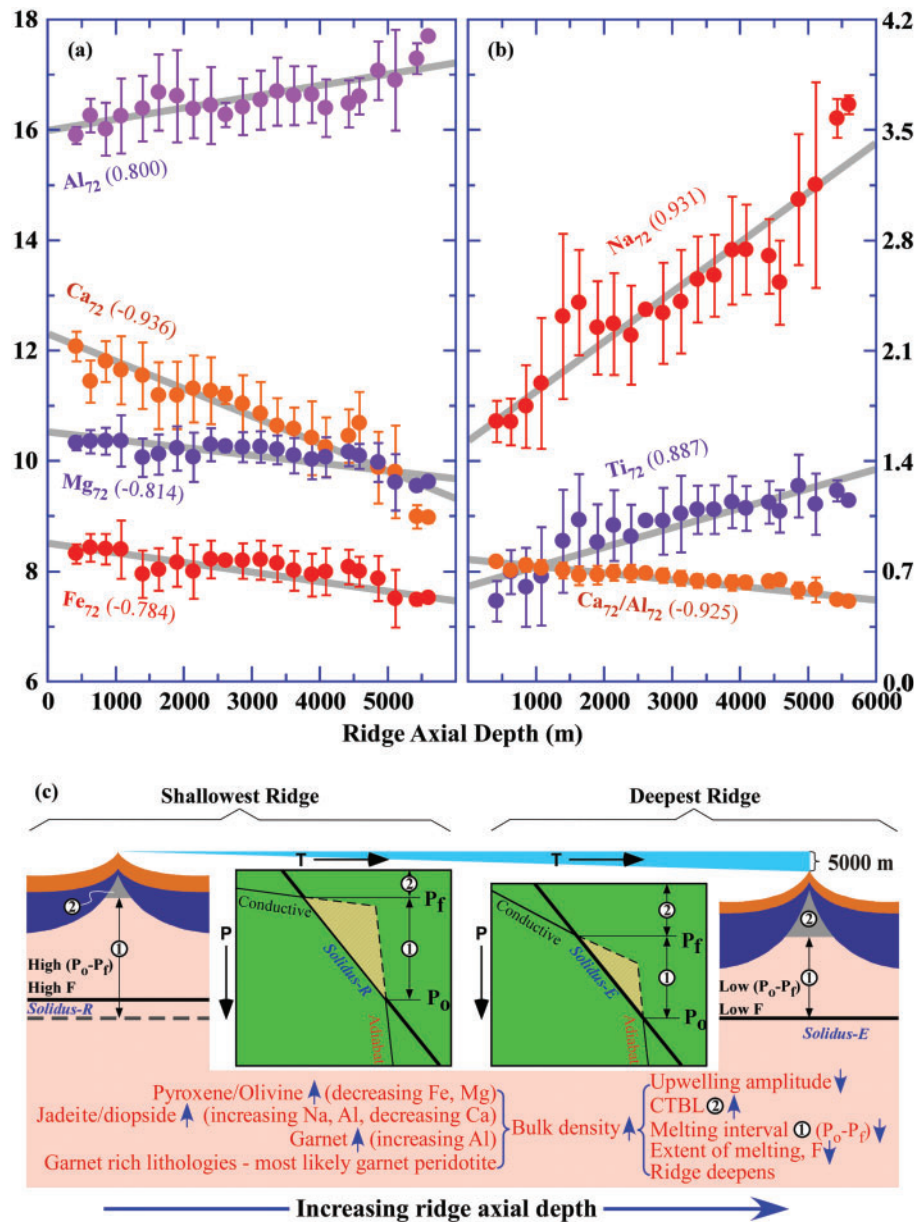 (a)
(b)
18
16
14
12
10
8
6
4.2
3.5
2.8
2.1
1.4
0.7
0.0
Al72 (0.800)
Ca72 (-0.936)
Mg72 (-0.814)
Fe72 (-0.784)
Na72 (0.931)
Ti72 (0.887)
Ca72/Al72 (-0.925)
0 1000 2000 3000 4000 5000
1000 2000 3000 4000 5000 6000
Ridge Axial Depth (m)
(c)
Shallowest Ridge
Deepest Ridge
T
T
5000 m
2
1
High (Po-Pf)
High F
Solidus-R
P
Conductive
Solidus-R
Adiabat
2
Pf
1
Po
P
Conductive
Solidus-E
Adiabat
2
Pf
1
Po
2
1
Low (Po-Pf)
Low F
Solidus-E
Pyroxene/Olivine (decreasing Fe, Mg)
Jadeite/diopside (increasing Na, Al, decreasing Ca)
Garnet (increasing Al)
Garnet rich lithologies - most likely garnet peridotite
Bulk density
Upwelling amplitude
CTBL 2
Melting interval 1 (Po-Pf)
Extent of melting, F
Ridge deepens
Increasing ridge axial depth